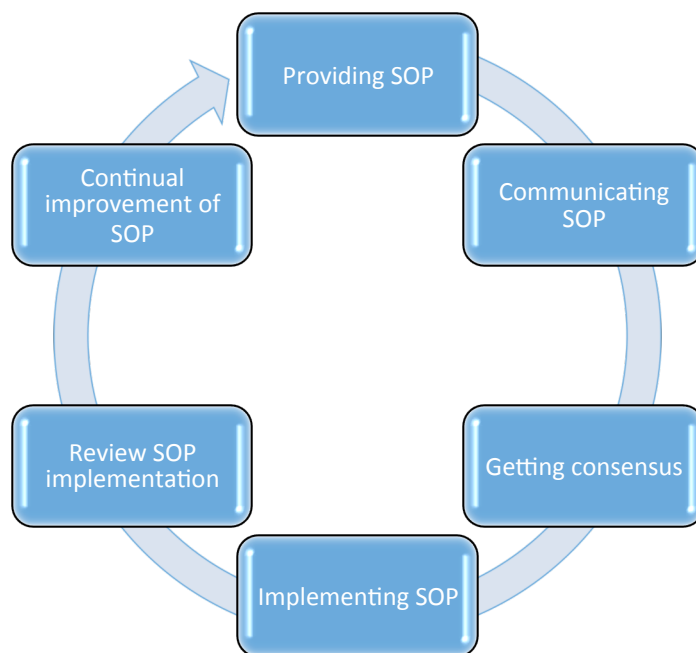 Providing SOP
Communicating
SOP
Getting consensus
Implementing SOP
Review SOP
implementation
Continual
improvement of
SOP